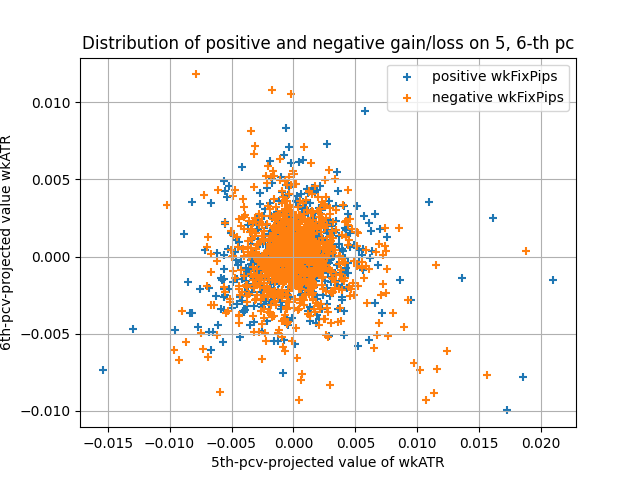 Distribution of positive and negative gain/loss on 5, 6-th pc
positive wkFixPips
negative wkFixPips
0.010
0.005
0.000
−0.005
−0.010
6th-pcv-projected value wkATR
−0.015 −0.010 −0.005 0.000 0.005 0.010 0.015 0.020
5th-pcv-projected value of wkATR